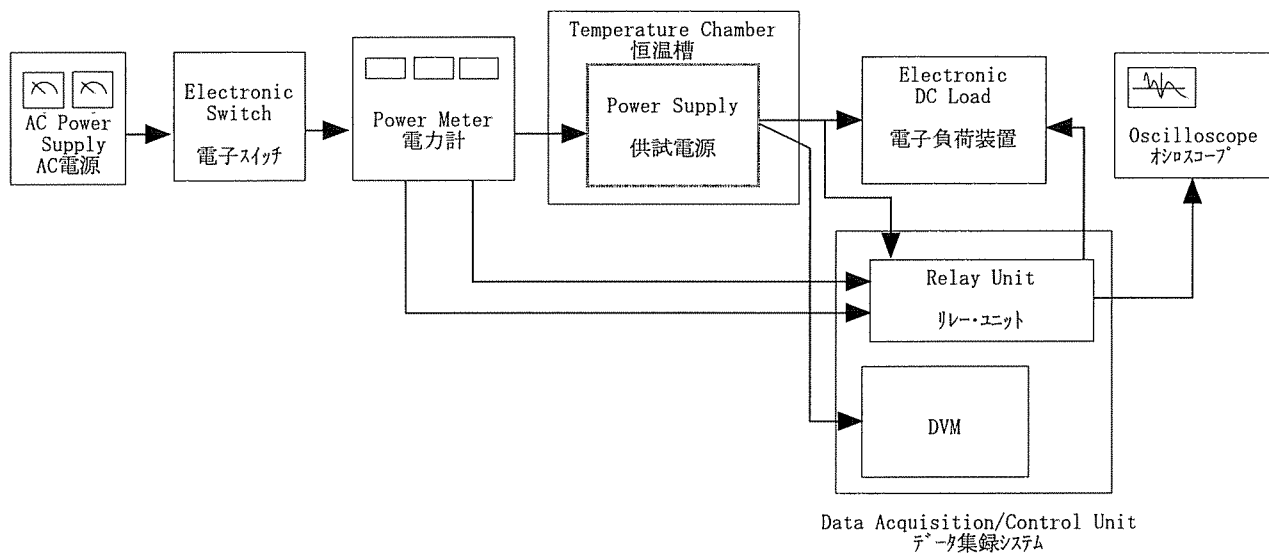 AC Power
Supply
AC電源
Electronic
Switch
電子スイッチ
Power Meter
電力計
Temperature Chamber
恒温槽
Power Supply
供試電源
Electronic
DC Load
電子負荷装置
Oscilloscope
オシロスコープ
Relay Unit
リレー・ユニット
DVM
Data Acquisition/Control Unit
データ集録システム